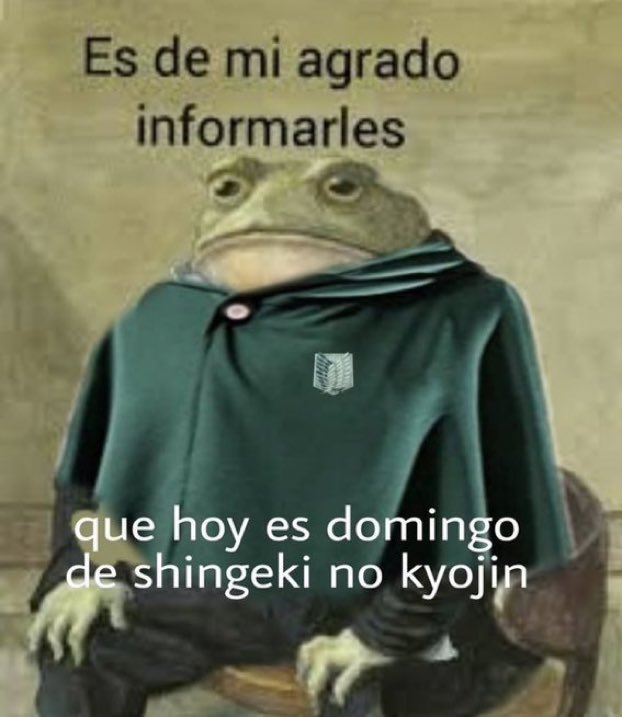 Es de mi agrado
informarles
que hoy es domingo
de shingeki no kyojin